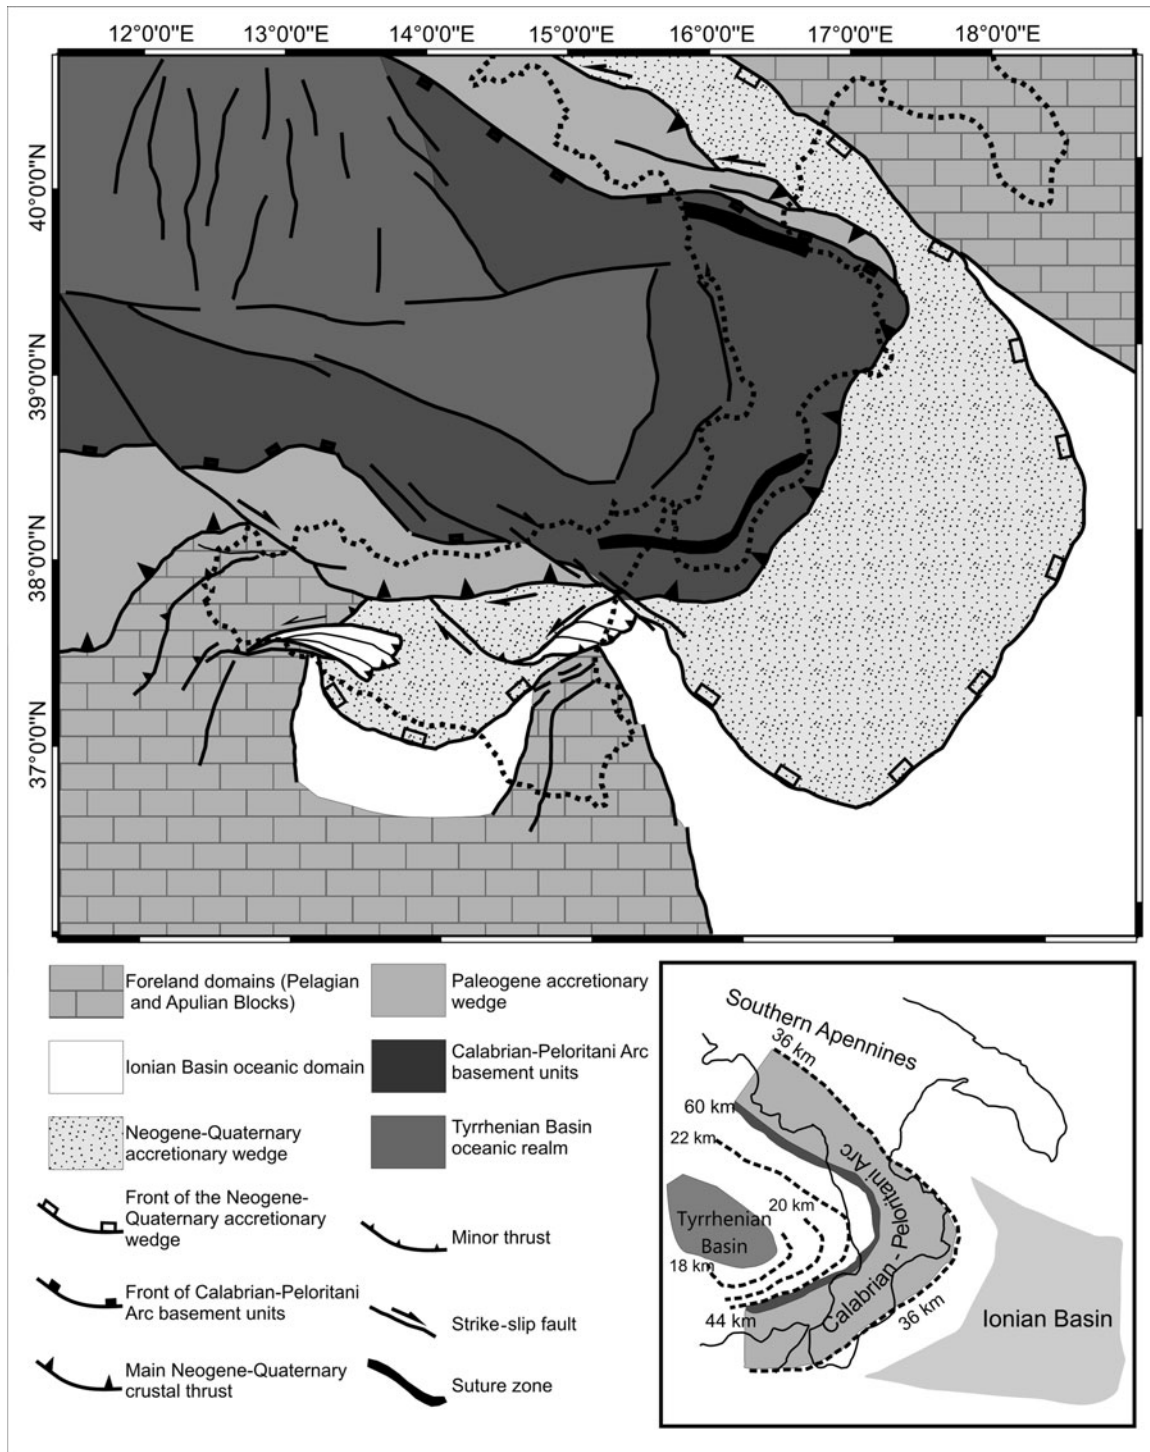 12°0'0"E 13°0'0"E 14°0'0"E 15°0'0"E 16°0'0"E 17°0'0"E 18°0'0"E
40°0'0"N
39°0'0"N
38°0'0"N
37°0'0"N
Foreland domains (Pelagian
and Apulian Blocks)
Ionian Basin oceanic domain
Neogene-Quaternary
accretionary wedge
Front of the Neogene-
Quaternary accretionary
wedge
Front of Calabrian-Peloritani
Arc basement units
Main Neogene-Quaternary
crustal thrust
Paleogene accretionary
wedge
Calabrian-Peloritani Arc
basement units
Tyrrhenian Basin
oceanic realm
Minor thrust
Strike-slip fault
Suture zone
Southern Apennines
36 km
60 km
22 km
20 km
Tyrrhenian
Basin
18 km
44 km
Calabrian - Peloritani Arc
36 km
Ionian Basin